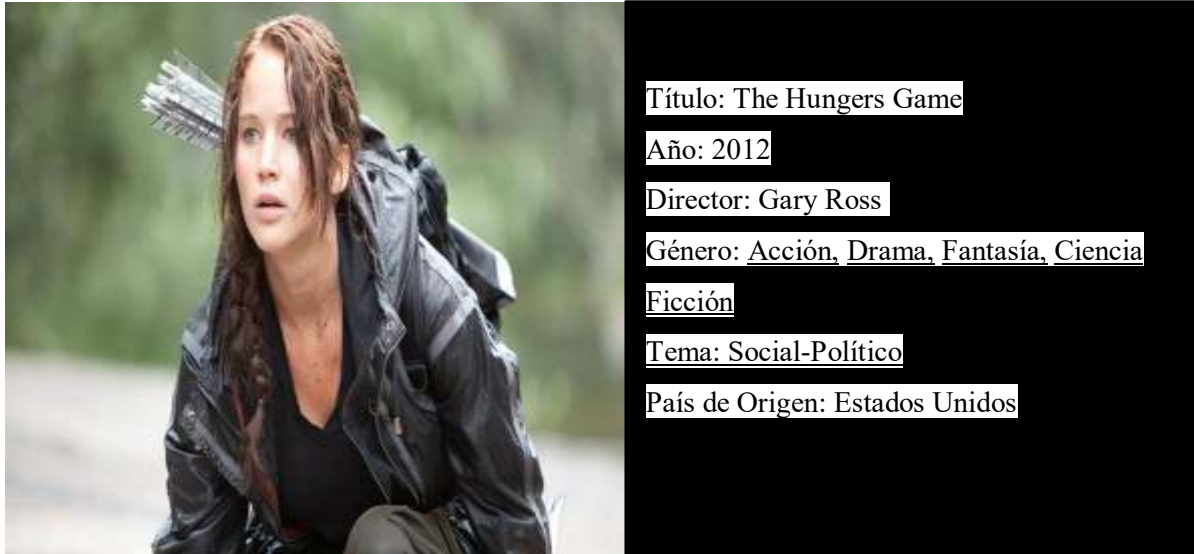 Título: The Hungers Game
Año: 2012
Director: Gary Ross
Género: Acción, Drama, Fantasía, Ciencia
Ficción
Tema: Social-Político
País de Origen: Estados Unidos